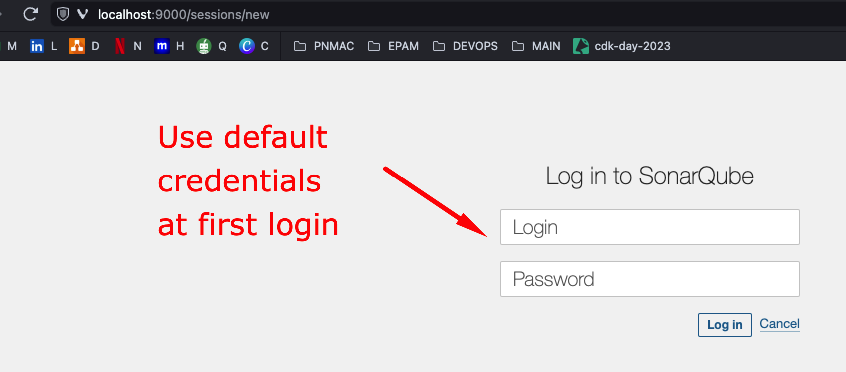 localhost:9000/sessions/new
M in L D N N m H Q C C PNMAC EPAM DEVOPS MAIN cdk-day-2023
Use default
credentials
at first login
Log in to SonarQube
Login
Password
Log in Cancel